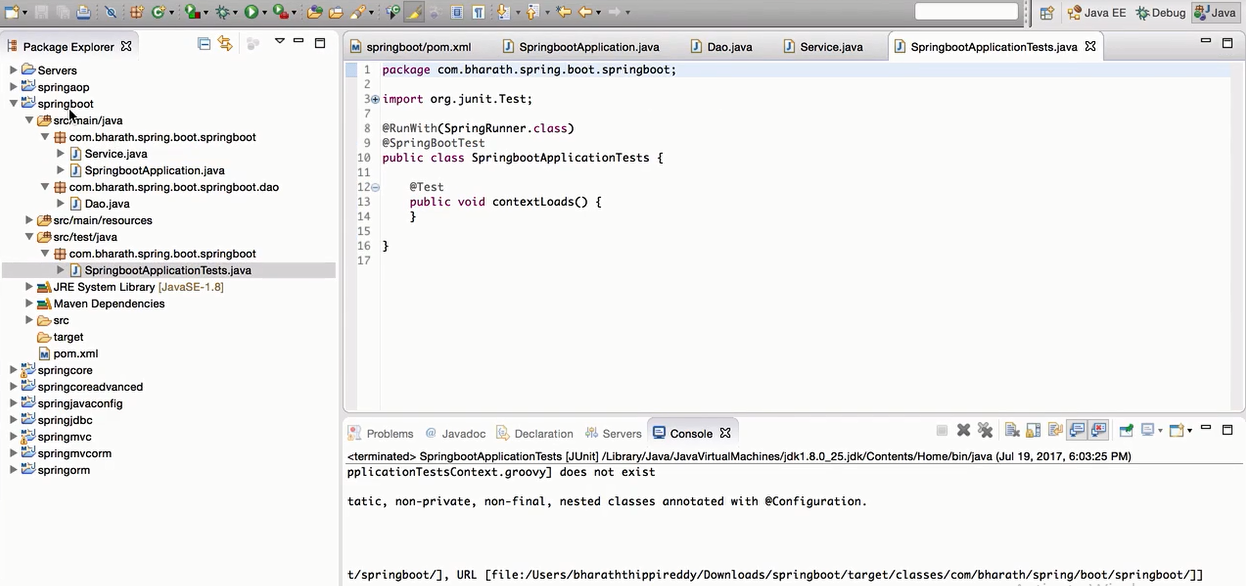 Java EE
Debug
Java
Package Explorer
springboot/pom.xml
SpringbootApplication.java
Dao.java
Service.java
SpringbootApplicationTests.java
Servers
springaop
springboot
src/main/java
com.bharath.spring.boot.springboot
Service.java
SpringbootApplication.java
com.bharath.spring.boot.springboot.dao
Dao.java
src/main/resources
src/test/java
com.bharath.spring.boot.springboot
SpringbootApplicationTests.java
JRE System Library [JavaSE-1.8]
Maven Dependencies
src
target
pom.xml
springcore
springcoreadvanced
springjavaconfig
springjdbc
springmvc
springmvcorm
springorm
1 package com.bharath.spring.boot.springboot;
2
3 import org.junit.Test;
7
8 @RunWith(SpringRunner.class)
9 @SpringBootTest
10 public class SpringbootApplicationTests {
11
12 @Test
13 public void contextLoads() {
14 }
15
16 }
17
Problems
Javadoc
Declaration
Servers
Console
<terminated> SpringbootApplicationTests [JUnit] /Library/Java/JavaVirtualMachines/jdk1.8.0_25.jdk/Contents/Home/bin/java (Jul 19, 2017, 6:03:25 PM)
pplicationTestsContext.groovy] does not exist
tatic, non-private, non-final, nested classes annotated with @Configuration.
t/springboot/], URL [file:/Users/bharaththippireddy/Downloads/springboot/target/classes/com/bharath/spring/boot/springboot/]]